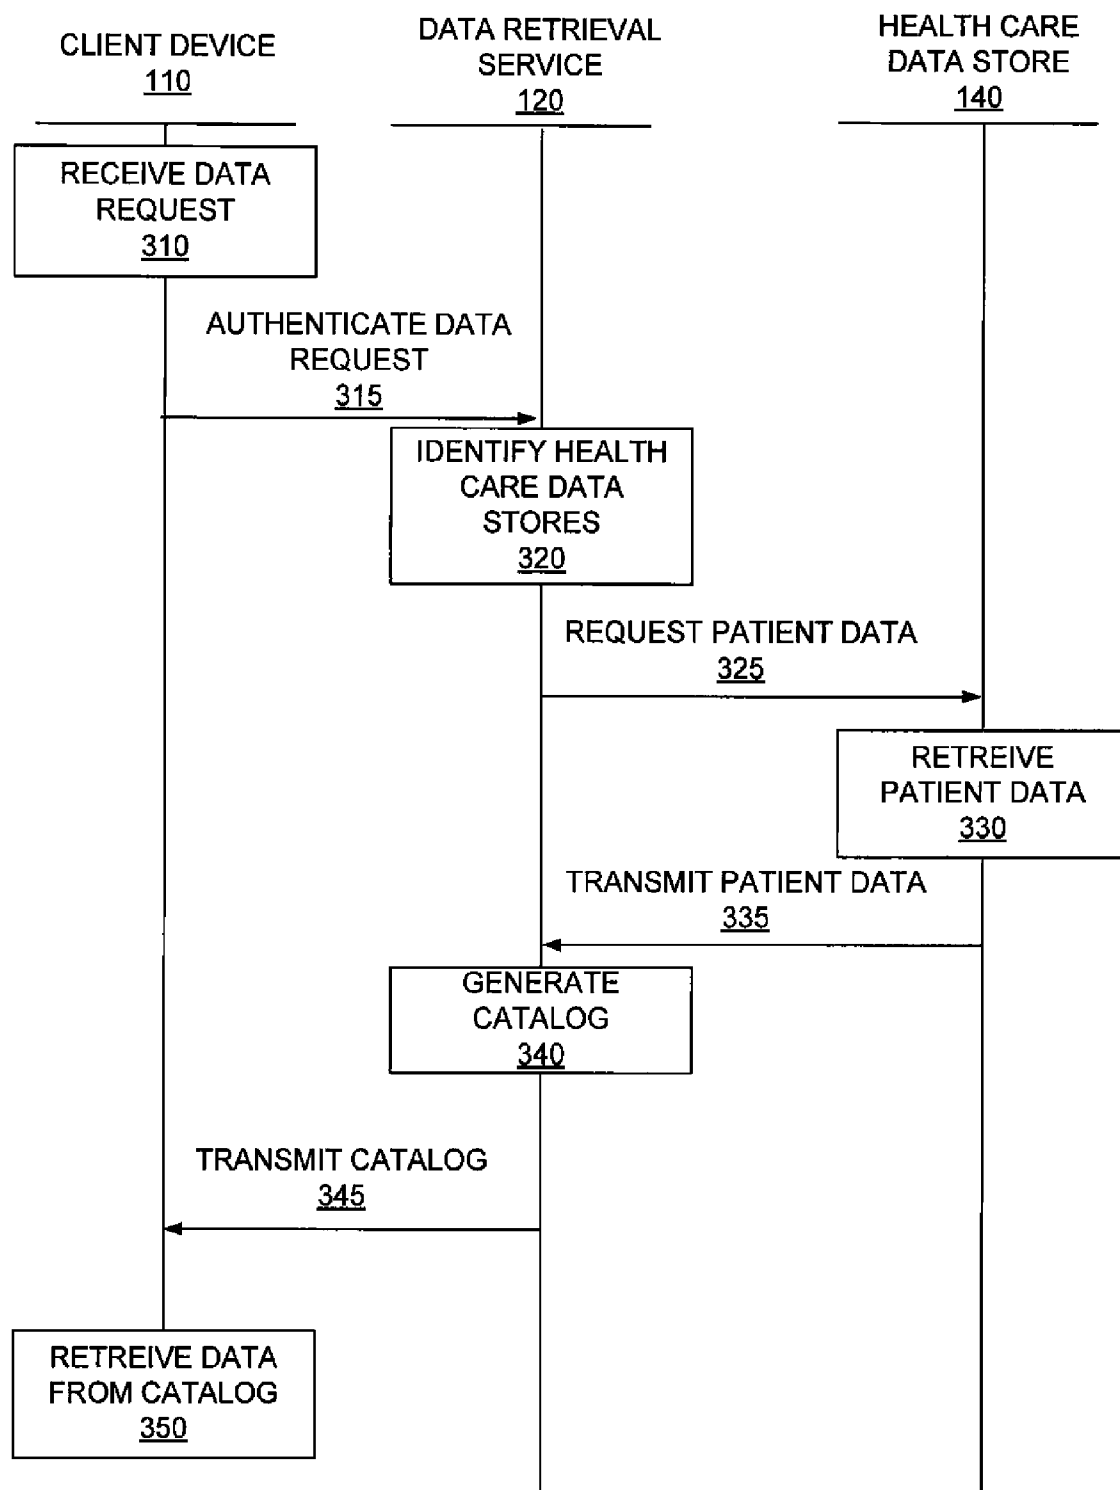 CLIENT DEVICE
110
DATA RETRIEVAL
SERVICE
120
HEALTH CARE
DATA STORE
140
RECEIVE DATA
REQUEST
310
AUTHENTICATE DATA
REQUEST
315
IDENTIFY HEALTH
CARE DATA
STORES
320
REQUEST PATIENT DATA
325
RETREIVE
PATIENT DATA
330
TRANSMIT PATIENT DATA
335
GENERATE
CATALOG
340
TRANSMIT CATALOG
345
RETREIVE DATA
FROM CATALOG
350